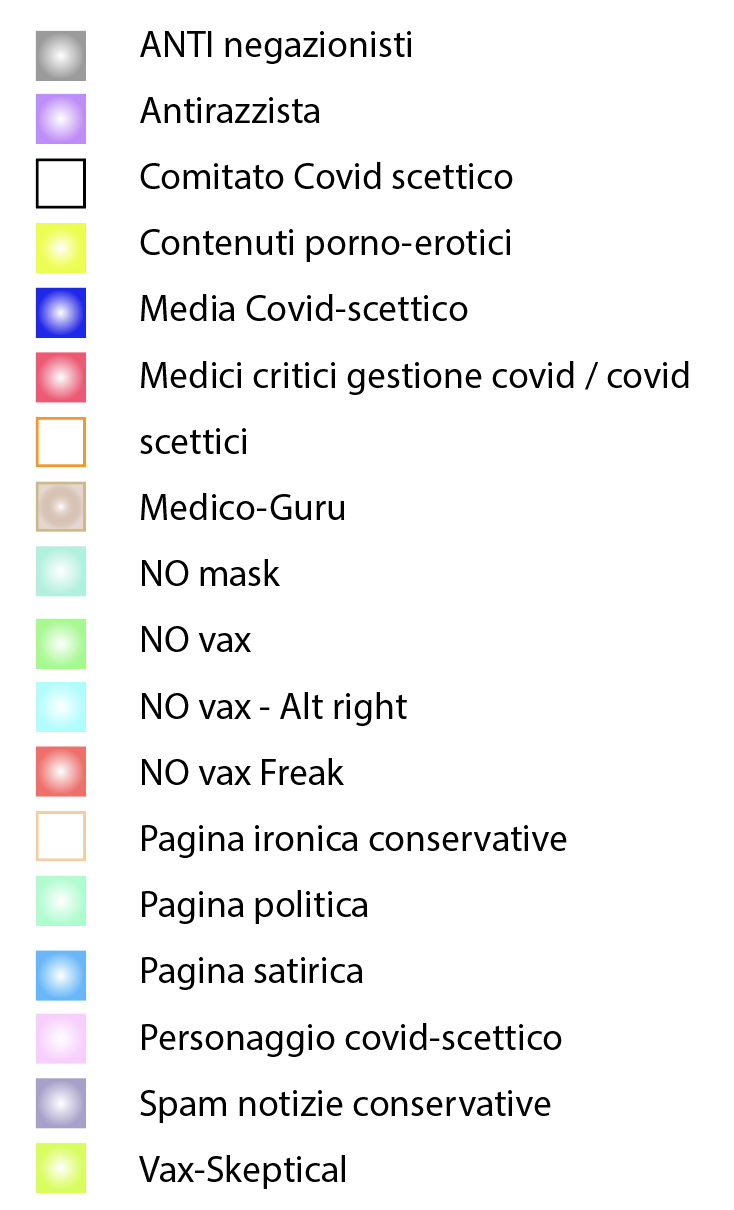 ANTI negazionisti
Antirazzista
Comitato Covid scettico
Contenuti porno-erotici
Media Covid-scettico
Medici critici gestione covid / covid
scettici
Medico-Guru
NO mask
NO vax
NO vax - Alt right
NO vax Freak
Pagina ironica conservative
Pagina politica
Pagina satirica
Personaggio covid-scettico
Spam notizie conservative
Vax-Skeptical